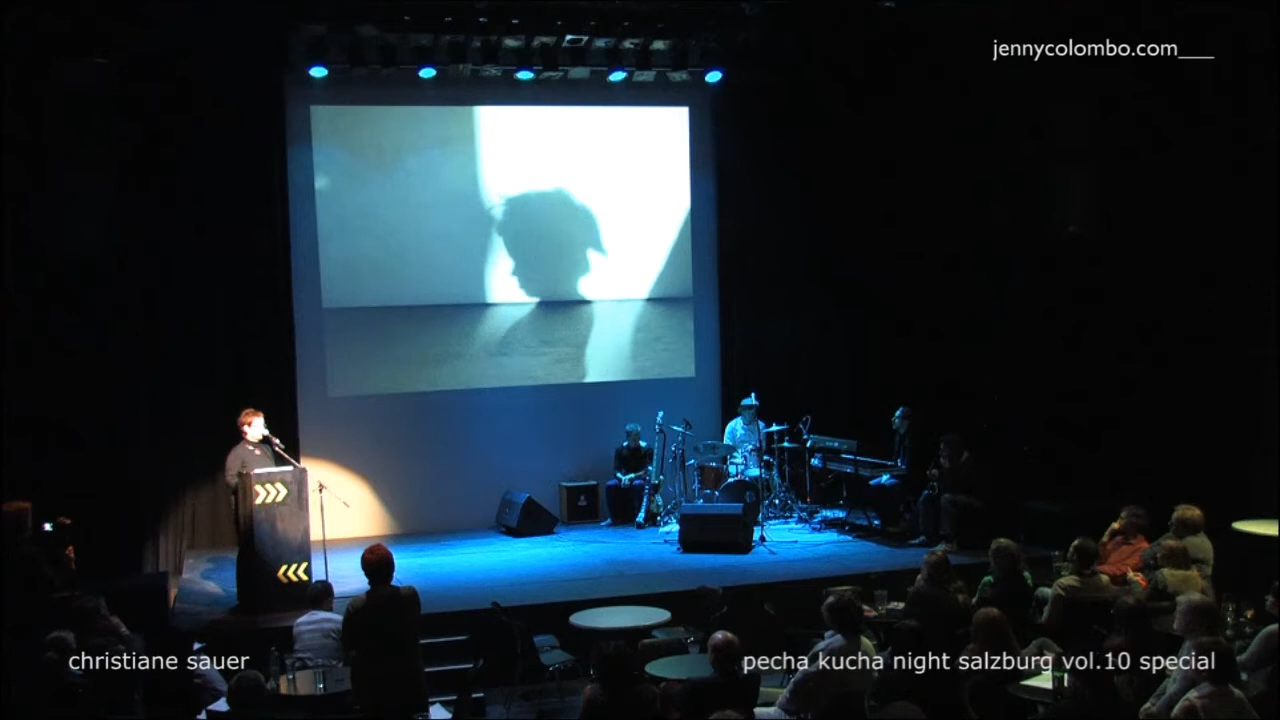 jennycolombo.com___
christiane sauer
pecha kucha night salzburg vol.10 special